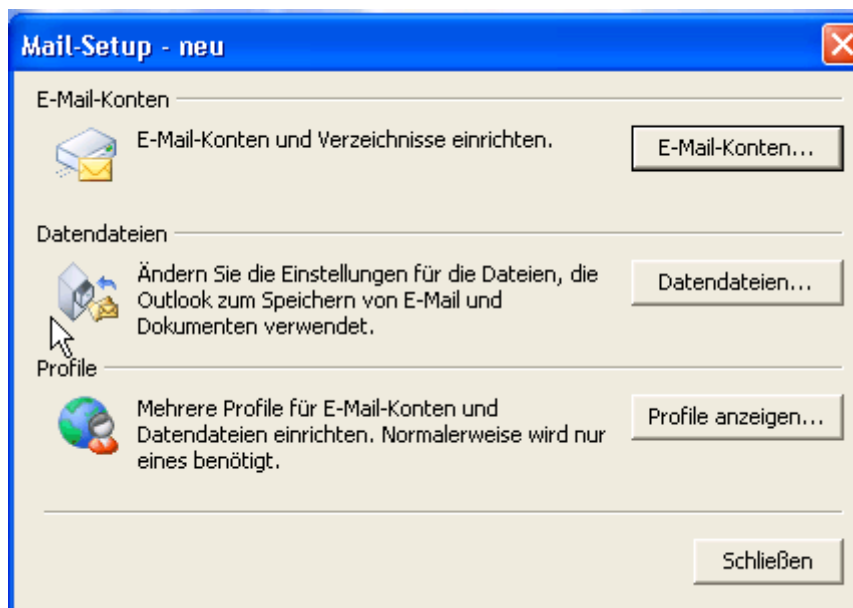 Mail-Setup - neu
E-Mail-Konten
E-Mail-Konten und Verzeichnisse einrichten.
E-Mail-Konten...
Datendateien
Ändern Sie die Einstellungen für die Dateien, die
Outlook zum Speichern von E-Mail und
Dokumenten verwendet.
Datendateien...
Profile
Mehrere Profile für E-Mail-Konten und
Datendateien einrichten. Normalerweise wird nur
eines benötigt.
Profile anzeigen...
Schließen